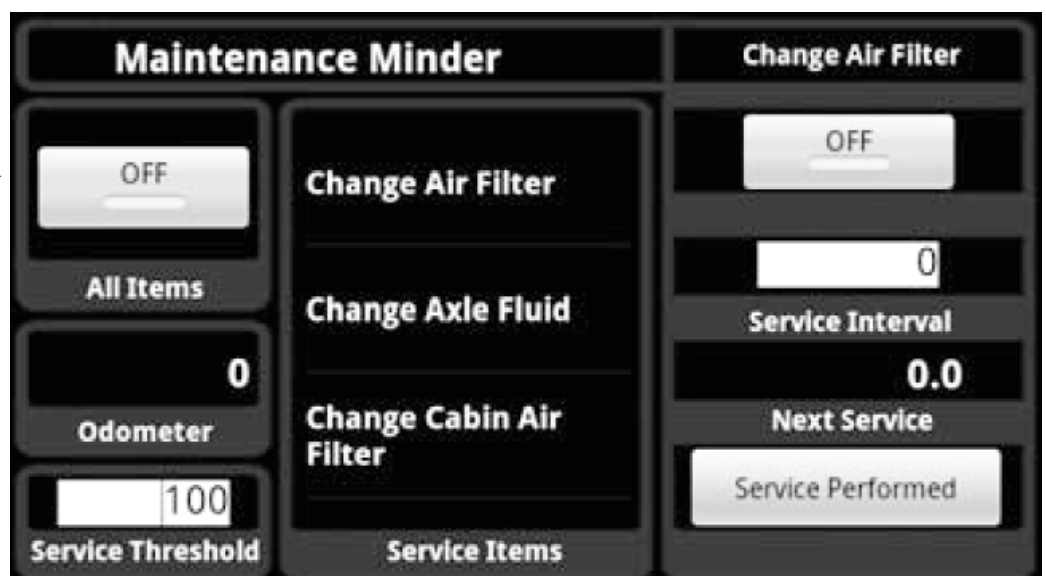 Maintenance Minder
Change Air Filter
OFF
All Items
0
Odometer
100
Service Threshold
Change Air Filter
Change Axle Fluid
Change Cabin Air
Filter
Service Items
OFF
0
Service Interval
0.0
Next Service
Service Performed